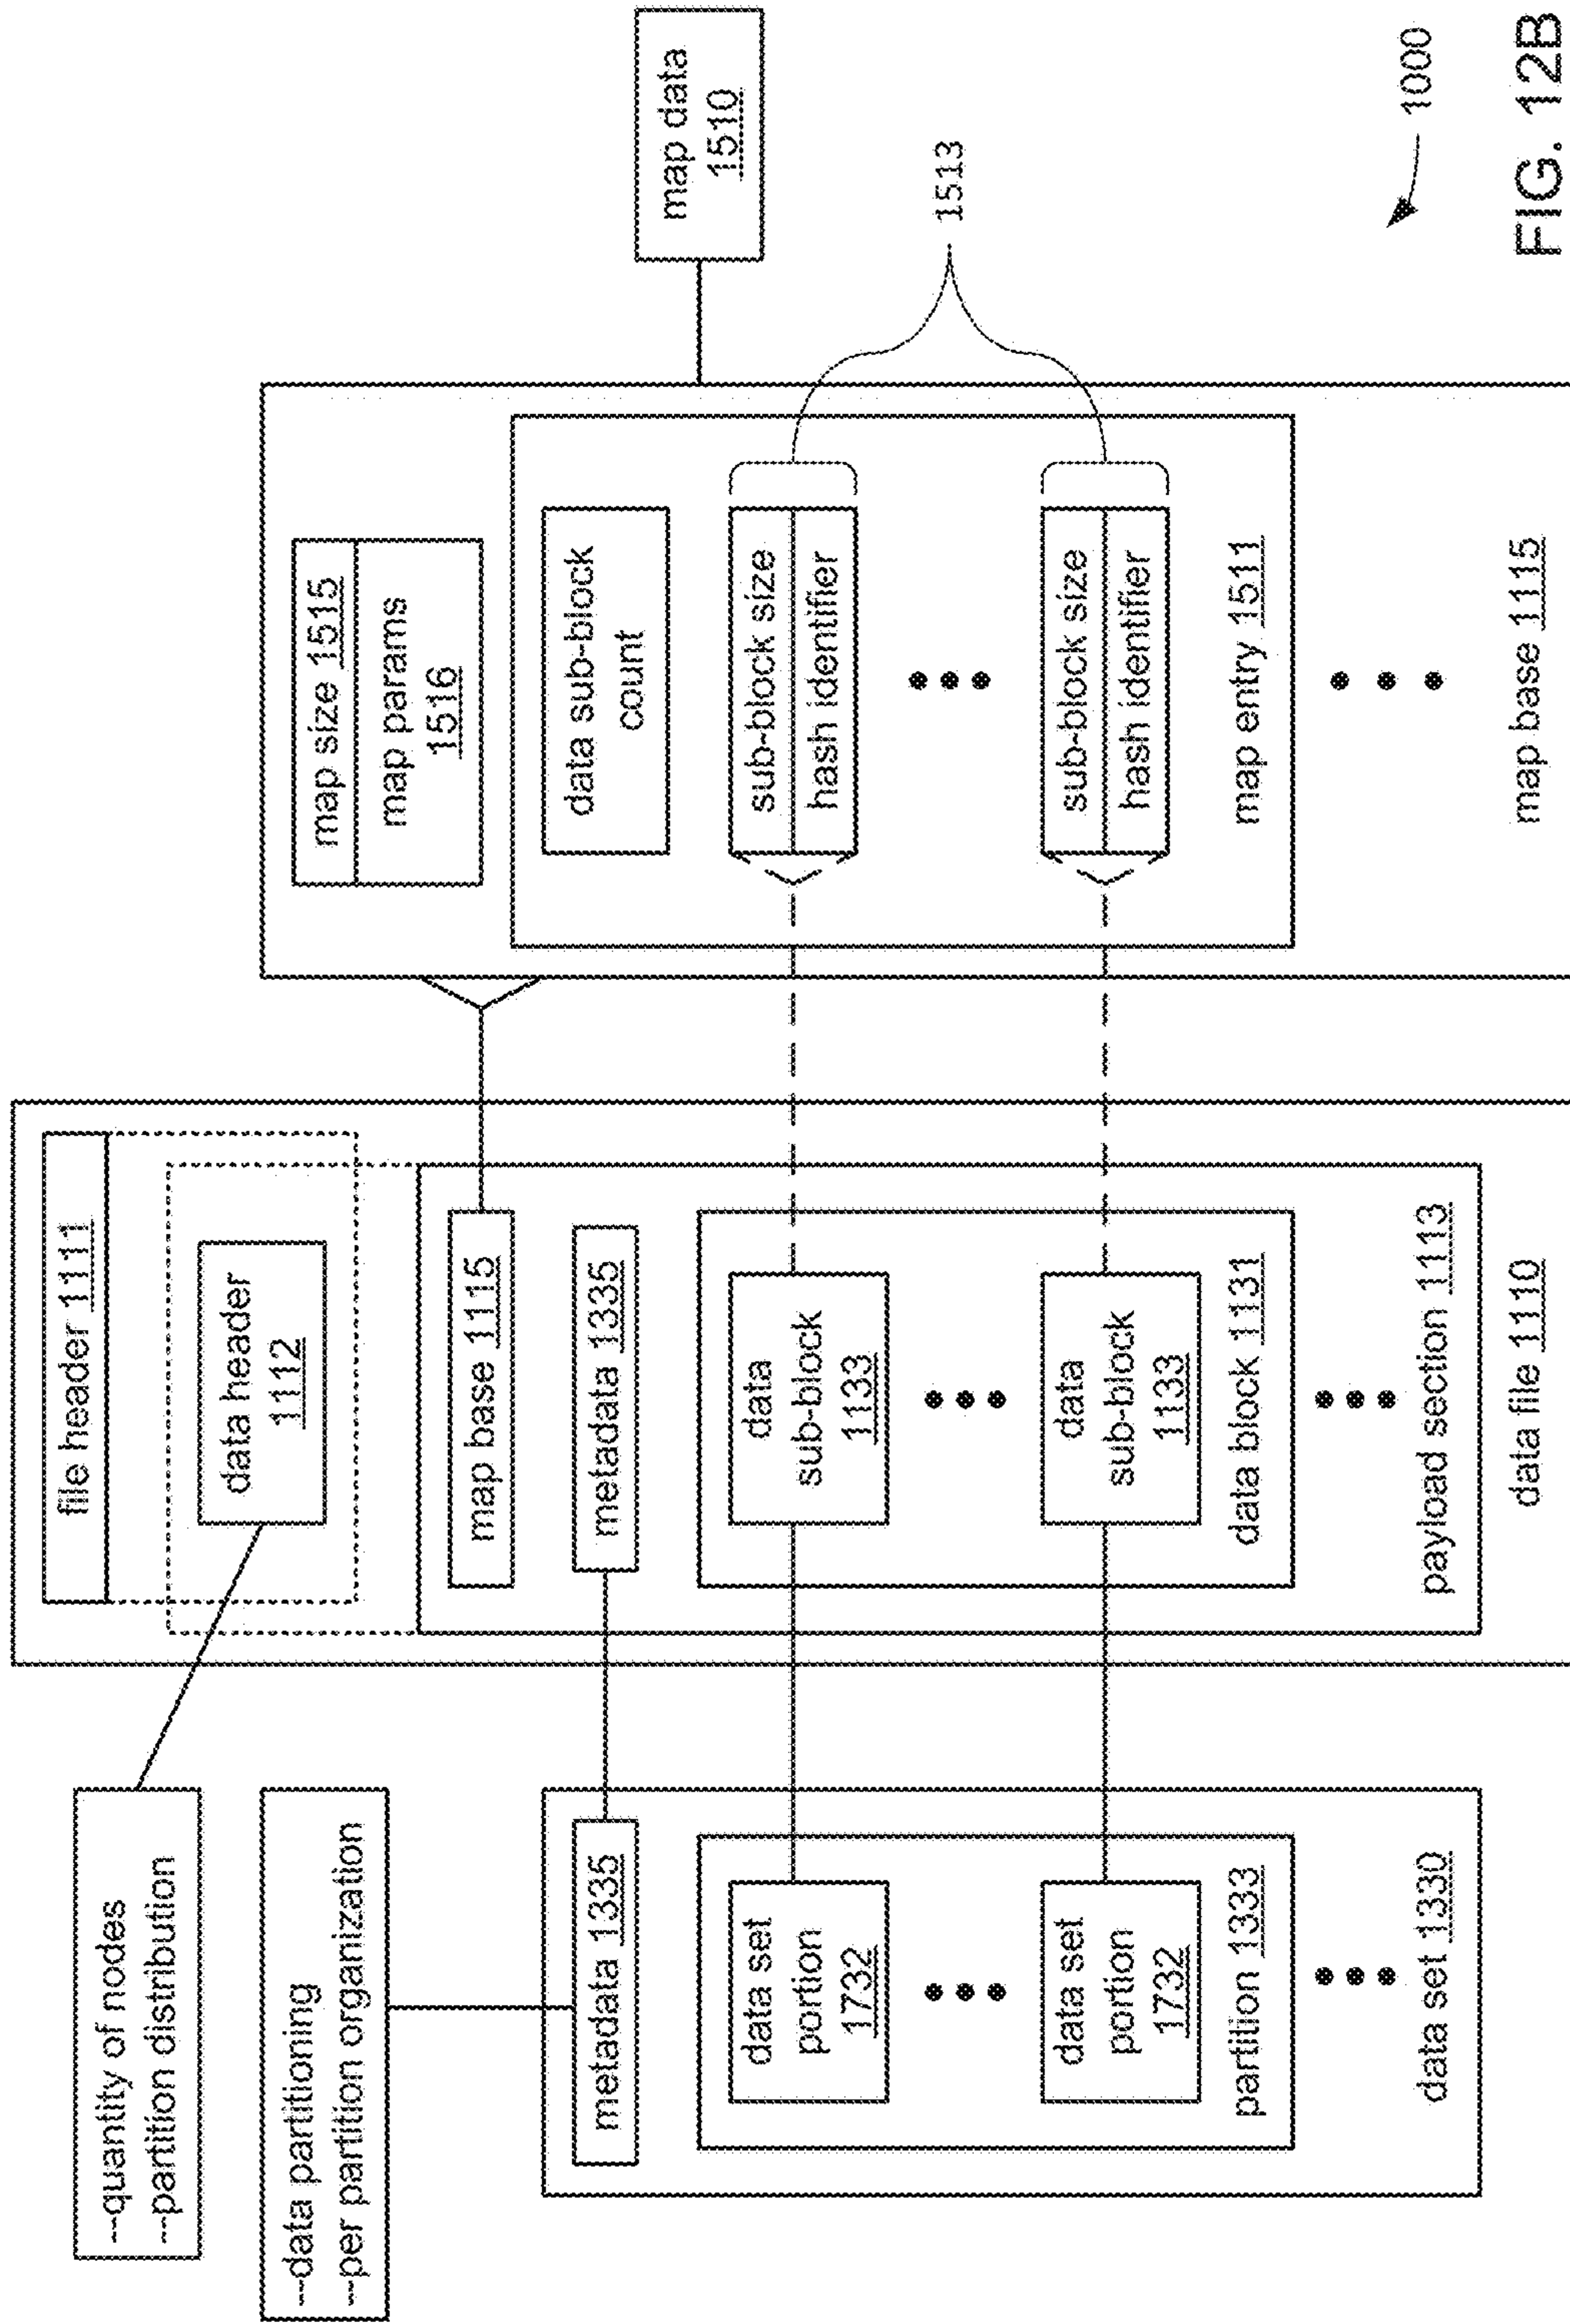 --quantity of nodes
--partition distribution
--data partitioning
--per partition organization
metadata 1335
data set
portion
1732
data set
portion
1732
partition 1333
data set 1330
file header 1111
data header
1112
map base 1115
metadata 1335
data
sub-block
1133
data
sub-block
1133
data block 1131
payload section 1113
data file 1110
map size 1515
map params
1516
data sub-block
count
sub-block size
hash identifier
sub-block size
hash identifier
map entry 1511
map base 1115
map data
1510
1513
1000
FIG. 12B